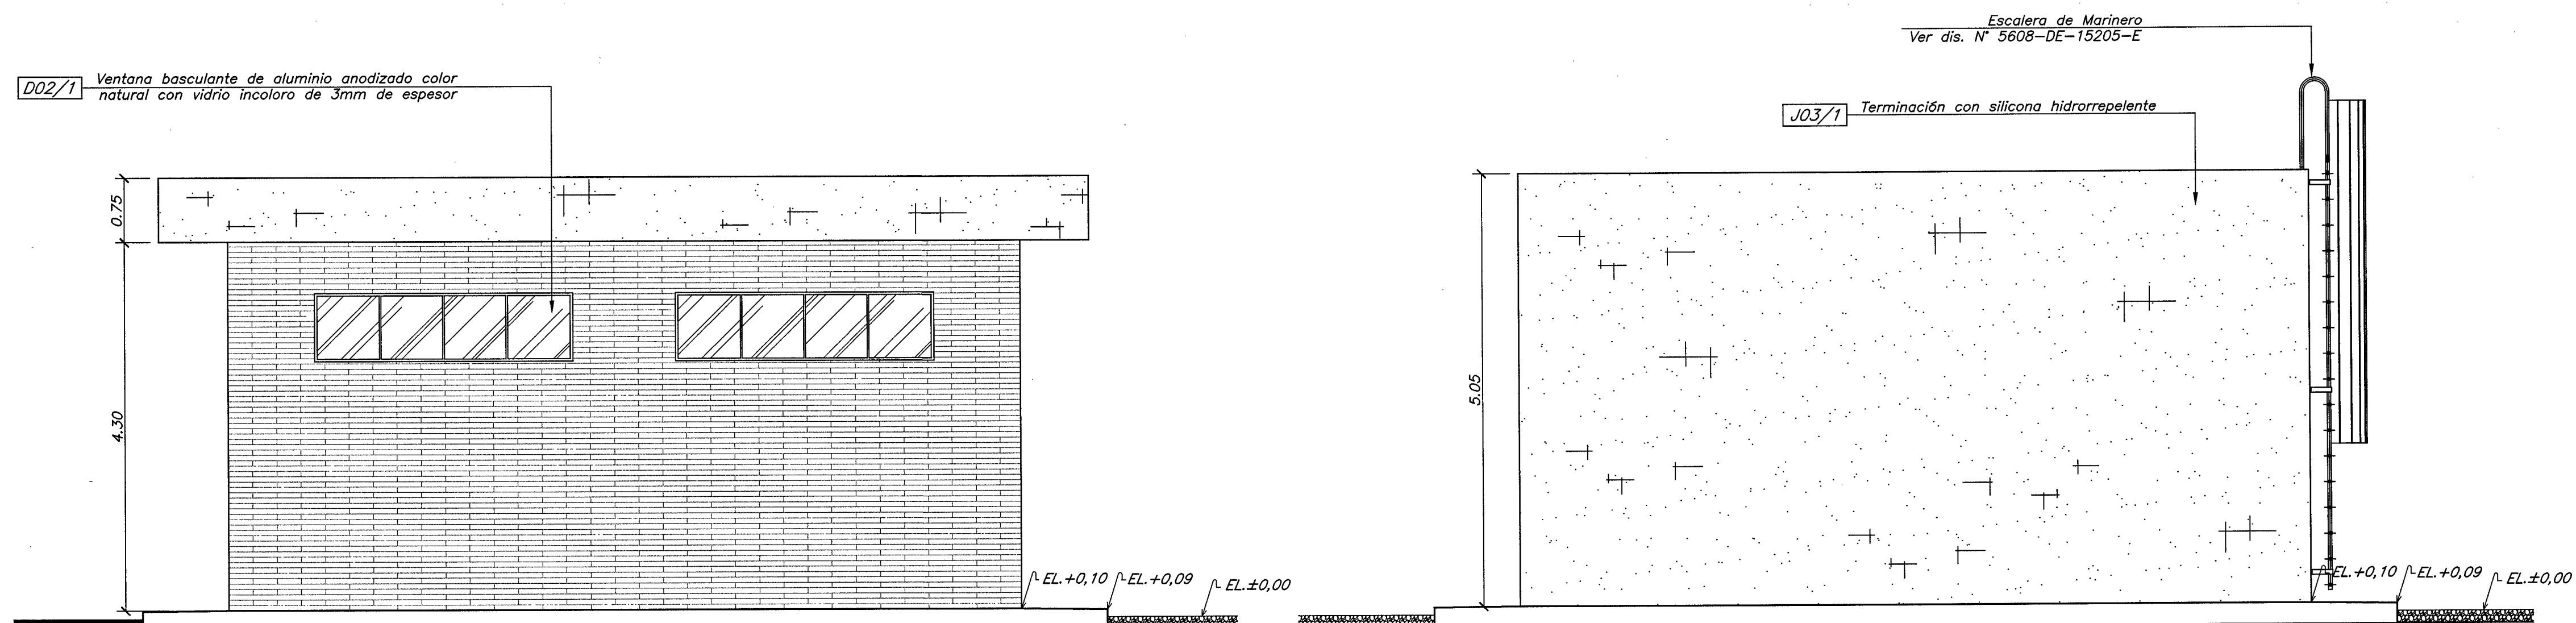 Escalera de Marinero
Ver dis. N° 5608-DE-15205-E
D02/1
Ventana basculante de aluminio anodizado color
natural con vidrio incoloro de 3mm de espesor
J03/1
Terminación con silicona hidrorrepelente
0.75
4.30
5.05
EL.+0,10
EL.+0,09
EL.±0,00
EL.+0,10
EL.+0,09
EL.±0,00